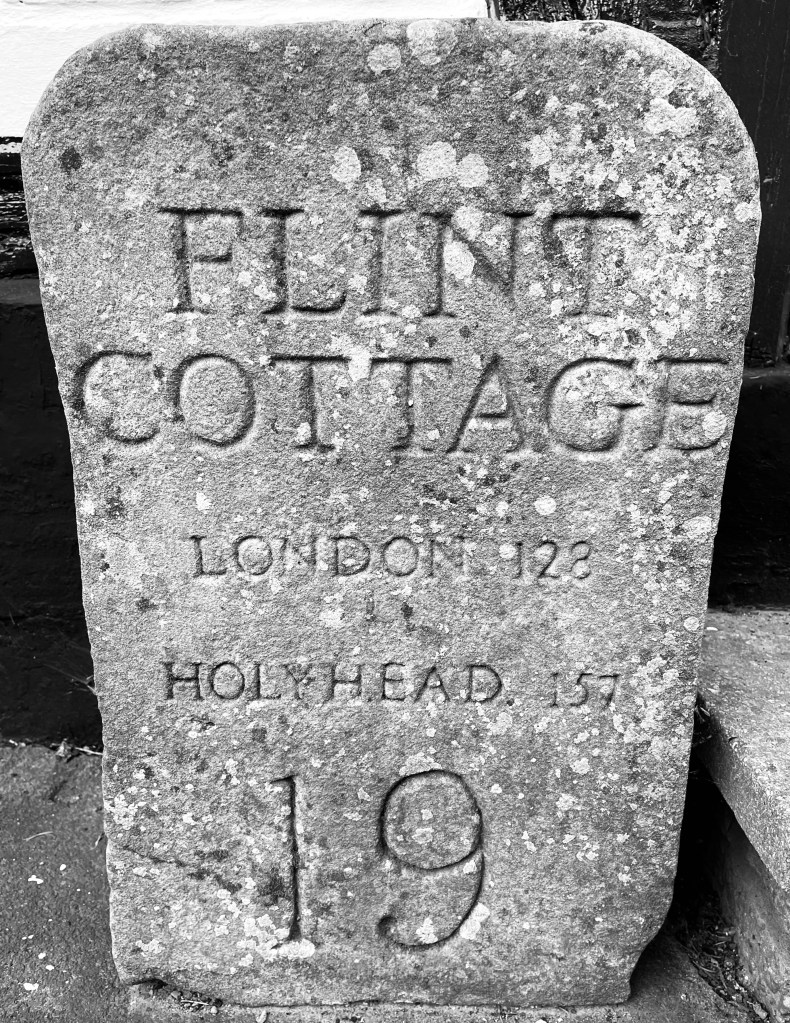 FLINT
COTTAGE
LONDON 128
HOLYHEAD 157
19